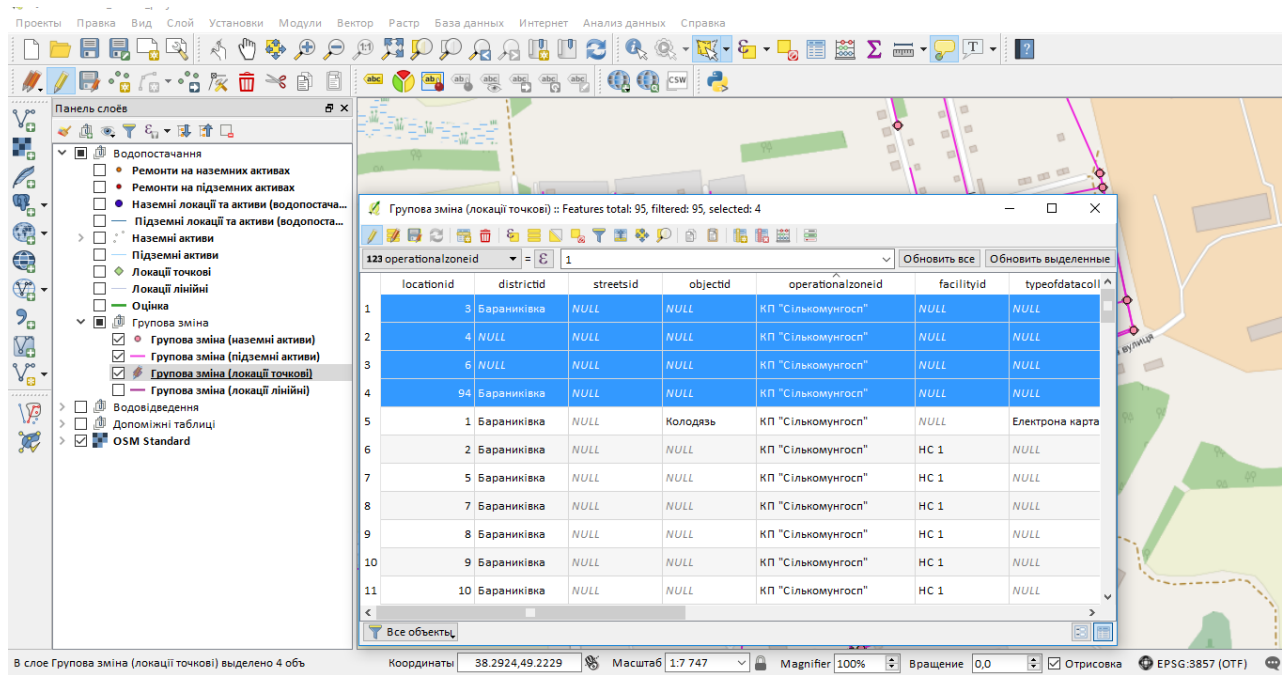 Проекты Правка Вид Слой Установки Модули Вектор Растр База данных Интернет Анализ данных Справка
abc ab abc abc abc abc CSW
Панель слоёв
Водопостачання
Ремонти на наземних активах
Ремонти на підземних активах
Наземні локації та активи (водопостача...
Підземні локації та активи (водопоста...
Наземні активи
Підземні активи
Локації точкові
Локації лінійні
Оцінка
Групова зміна
Групова зміна (наземні активи)
Групова зміна (підземні активи)
Групова зміна (локації точкові)
Групова зміна (локації лінійні)
Водовідведення
Допоміжні таблиці
OSM Standard
Групова зміна (локації точкові) :: Features total: 95, filtered: 95, selected: 4
123 operationalzoneid = ε 1 Обновить все Обновить выделенные
locationid districtid streetsid objectid operationalzoneid facilityid typeofdatacoll
1 3 Бараниківка NULL NULL КП "Сількомунгосп" NULL NULL
2 4 NULL NULL NULL КП "Сількомунгосп" NULL NULL
3 6 NULL NULL NULL КП "Сількомунгосп" NULL NULL
4 94 Бараниківка NULL NULL КП "Сількомунгосп" NULL NULL
5 1 Бараниківка NULL Колодязь КП "Сількомунгосп" NULL Електрона карта
6 2 Бараниківка NULL NULL КП "Сількомунгосп" НС 1 NULL
7 5 Бараниківка NULL NULL КП "Сількомунгосп" НС 1 NULL
8 7 Бараниківка NULL NULL КП "Сількомунгосп" НС 1 NULL
9 8 Бараниківка NULL NULL КП "Сількомунгосп" НС 1 NULL
10 9 Бараниківка NULL NULL КП "Сількомунгосп" НС 1 NULL
11 10 Бараниківка NULL NULL КП "Сількомунгосп" НС 1 NULL
Все объекты
вулиця
В слое Групова зміна (локації точкові) выделено 4 объ Координаты 38.2924,49.2229 Масштаб 1:7 747 Magnifier 100% Вращение 0,0 Отрисовка EPSG:3857 (OTF)